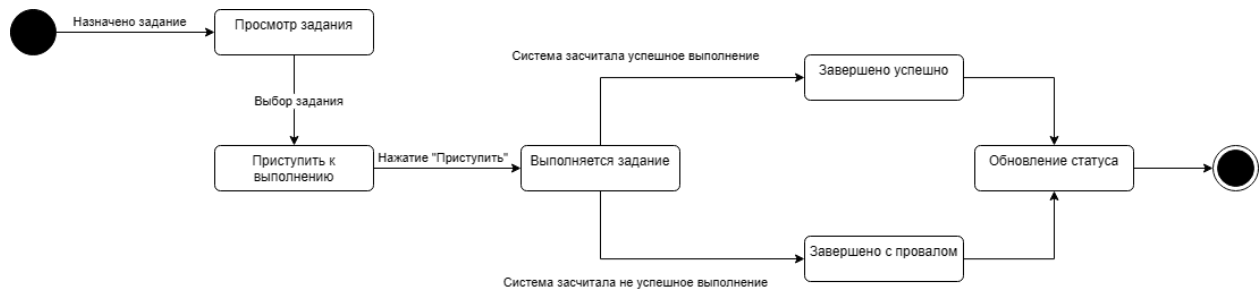 Назначено задание
Просмотр задания
Выбор задания
Приступить к
выполнению
Нажатие "Приступить"
Выполняется задание
Система засчитала успешное выполнение
Завершено успешно
Система засчитала не успешное выполнение
Завершено с провалом
Обновление статуса